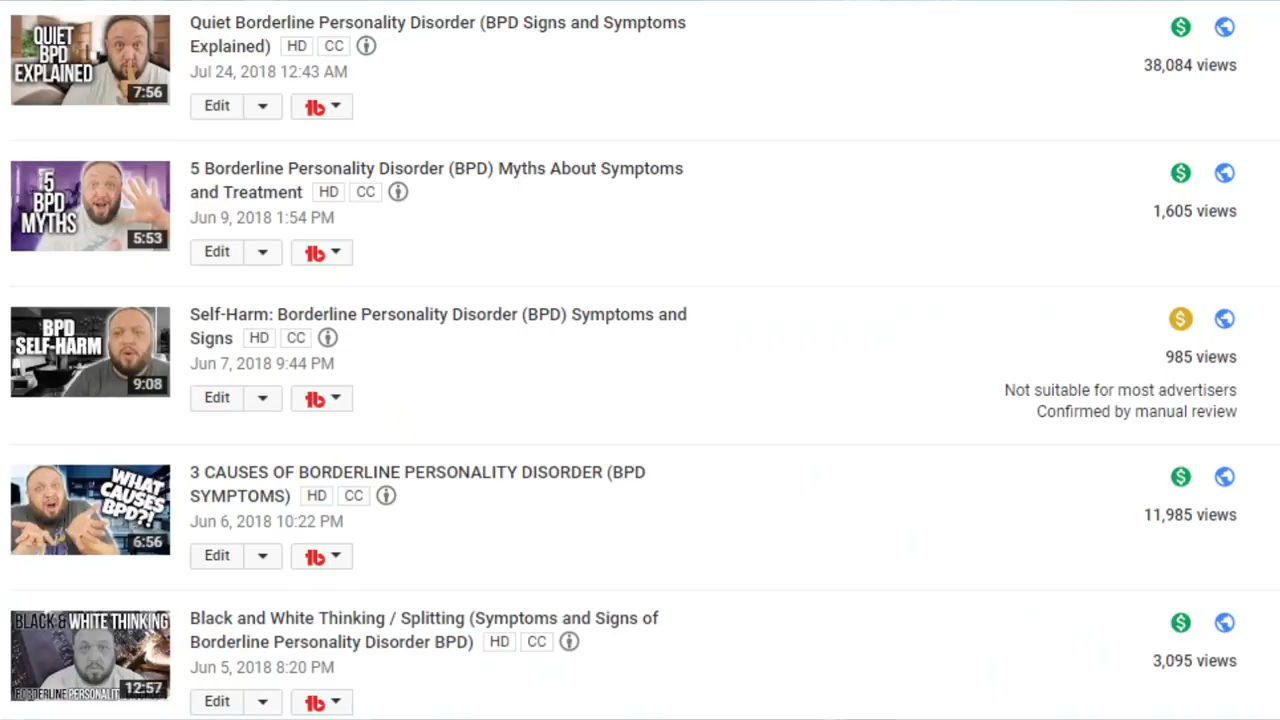 QUIET
BPD
EXPLAINED
7:56
Quiet Borderline Personality Disorder (BPD Signs and Symptoms
Explained) HD CC
Jul 24, 2018 12:43 AM
Edit
38,084 views
5
BPD
MYTHS
5:53
5 Borderline Personality Disorder (BPD) Myths About Symptoms
and Treatment HD CC
Jun 9, 2018 1:54 PM
Edit
1,605 views
BPD
SELF-HARM
9:08
Self-Harm: Borderline Personality Disorder (BPD) Symptoms and
Signs HD CC
Jun 7, 2018 9:44 PM
Edit
985 views
Not suitable for most advertisers
Confirmed by manual review
WHAT
CAUSES
BPD?!
6:56
3 CAUSES OF BORDERLINE PERSONALITY DISORDER (BPD
SYMPTOMS) HD CC
Jun 6, 2018 10:22 PM
Edit
11,985 views
BLACK & WHITE THINKING
BORDERLINE PERSONALITY
12:57
Black and White Thinking / Splitting (Symptoms and Signs of
Borderline Personality Disorder BPD) HD CC
Jun 5, 2018 8:20 PM
Edit
3,095 views